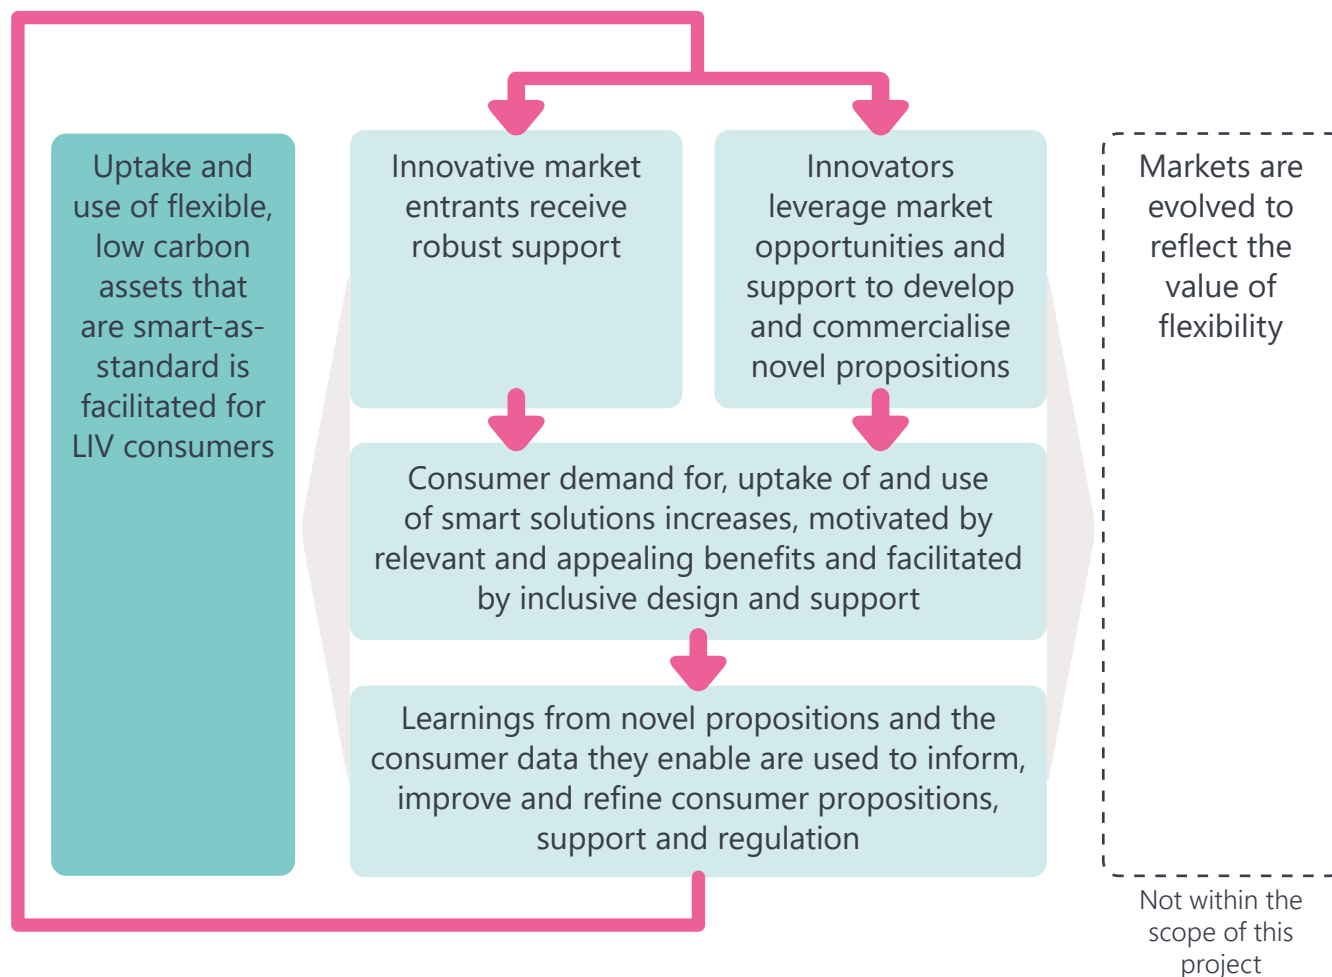 Uptake and
use of flexible,
low carbon
assets that
are smart-as-
standard is
facilitated for
LIV consumers
Innovative market
entrants receive
robust support
Innovators
leverage market
opportunities and
support to develop
and commercialise
novel propositions
Consumer demand for, uptake of and use
of smart solutions increases, motivated by
relevant and appealing benefits and facilitated
by inclusive design and support
Learnings from novel propositions and the
consumer data they enable are used to inform,
improve and refine consumer propositions,
support and regulation
Markets are
evolved to
reflect the
value of
flexibility
Not within the
scope of this
project